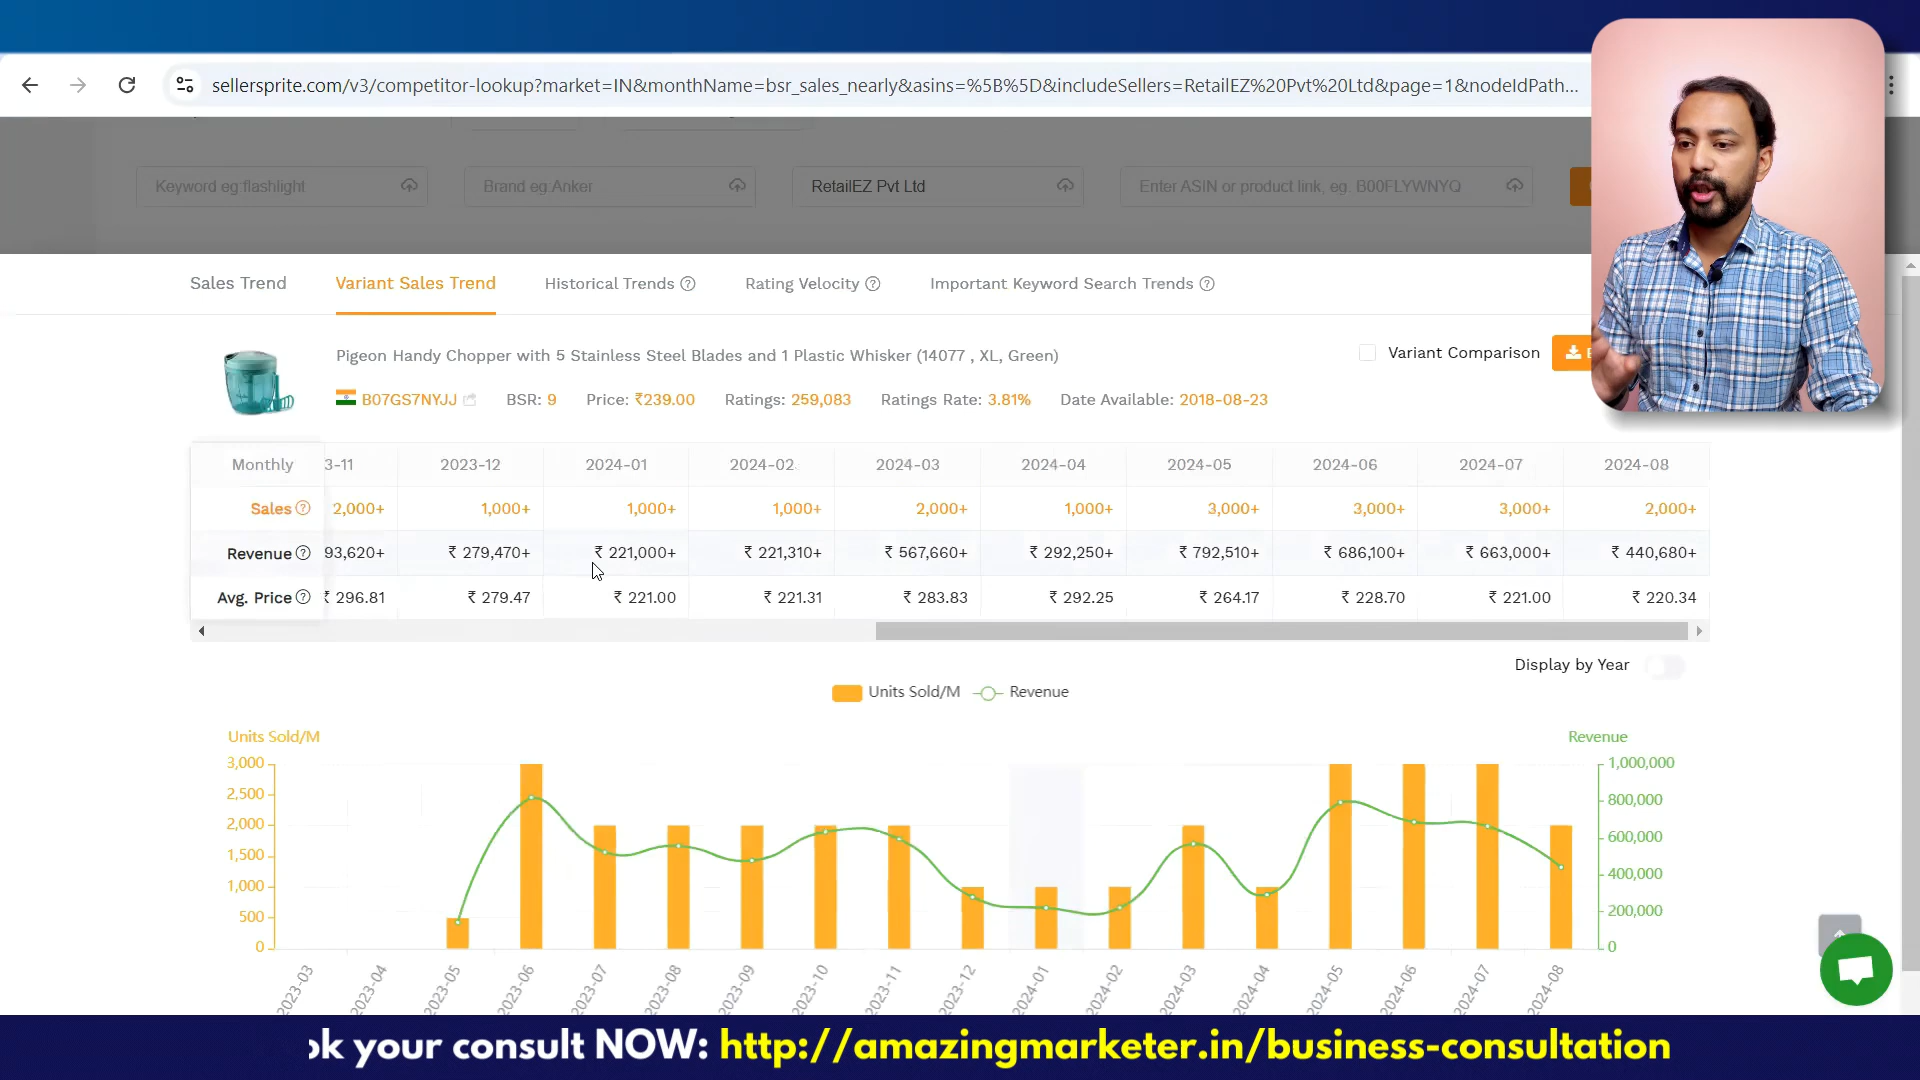 sellersprite.com/v3/competitor-lookup?market=IN&monthName=bsr_sales_nearly&asins=%5B%5D&includeSellers=RetailEZ%20Pvt%20Ltd&page=1&nodeIdPath...
Keyword eg flashlight
Brand eg Anker
RetailEZ Pvt Ltd
Enter ASIN or product link, eg. B00FLYWNYQ
Sales Trend
Variant Sales Trend
Historical Trends
Rating Velocity
Important Keyword Search Trends
Pigeon Handy Chopper with 5 Stainless Steel Blades and 1 Plastic Whisker (14077 , XL, Green)
Variant Comparison
B07GS7NYJJ BSR: 9 Price: ₹239.00 Ratings: 259,083 Ratings Rate: 3.81% Date Available: 2018-08-23
Monthly 3-11 2023-12 2024-01 2024-02 2024-03 2024-04 2024-05 2024-06 2024-07 2024-08
Sales 2,000+ 1,000+ 1,000+ 1,000+ 2,000+ 1,000+ 3,000+ 3,000+ 3,000+ 2,000+
Revenue 93,620+ ₹ 279,470+ ₹ 221,000+ ₹ 221,310+ ₹ 567,660+ ₹ 292,250+ ₹ 792,510+ ₹ 686,100+ ₹ 663,000+ ₹ 440,680+
Avg. Price ₹ 296.81 ₹ 279.47 ₹ 221.00 ₹ 221.31 ₹ 283.83 ₹ 292.25 ₹ 264.17 ₹ 228.70 ₹ 221.00 ₹ 220.34
Display by Year
Units Sold/M Revenue
Units Sold/M
Revenue
3,000
2,500
2,000
1,500
1,000
500
0
1,000,000
800,000
600,000
400,000
200,000
0
2023-03 2023-04 2023-05 2023-06 2023-07 2023-08 2023-09 2023-10 2023-11 2023-12 2024-01 2024-02 2024-03 2024-04 2024-05 2024-06 2024-07 2024-08
ok your consult NOW: http://amazingmarketer.in/business-consultation